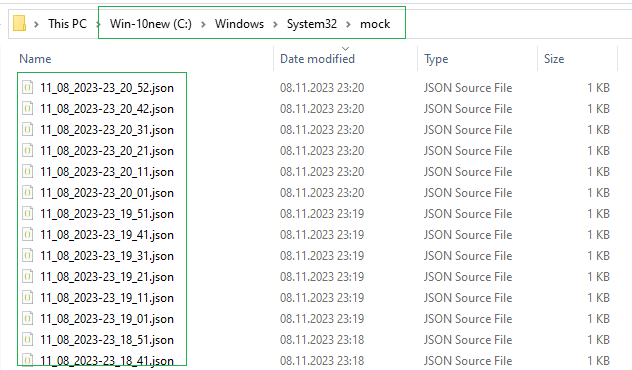 This PC > Win-10new (C:) > Windows > System32 > mock
Name Date modified Type Size
11_08_2023-23_20_52.json 08.11.2023 23:20 JSON Source File 1 KB
11_08_2023-23_20_42.json 08.11.2023 23:20 JSON Source File 1 KB
11_08_2023-23_20_31.json 08.11.2023 23:20 JSON Source File 1 KB
11_08_2023-23_20_21.json 08.11.2023 23:20 JSON Source File 1 KB
11_08_2023-23_20_11.json 08.11.2023 23:20 JSON Source File 1 KB
11_08_2023-23_20_01.json 08.11.2023 23:20 JSON Source File 1 KB
11_08_2023-23_19_51.json 08.11.2023 23:19 JSON Source File 1 KB
11_08_2023-23_19_41.json 08.11.2023 23:19 JSON Source File 1 KB
11_08_2023-23_19_31.json 08.11.2023 23:19 JSON Source File 1 KB
11_08_2023-23_19_21.json 08.11.2023 23:19 JSON Source File 1 KB
11_08_2023-23_19_11.json 08.11.2023 23:19 JSON Source File 1 KB
11_08_2023-23_19_01.json 08.11.2023 23:19 JSON Source File 1 KB
11_08_2023-23_18_51.json 08.11.2023 23:18 JSON Source File 1 KB
11_08_2023-23_18_41.json 08.11.2023 23:18 JSON Source File 1 KB